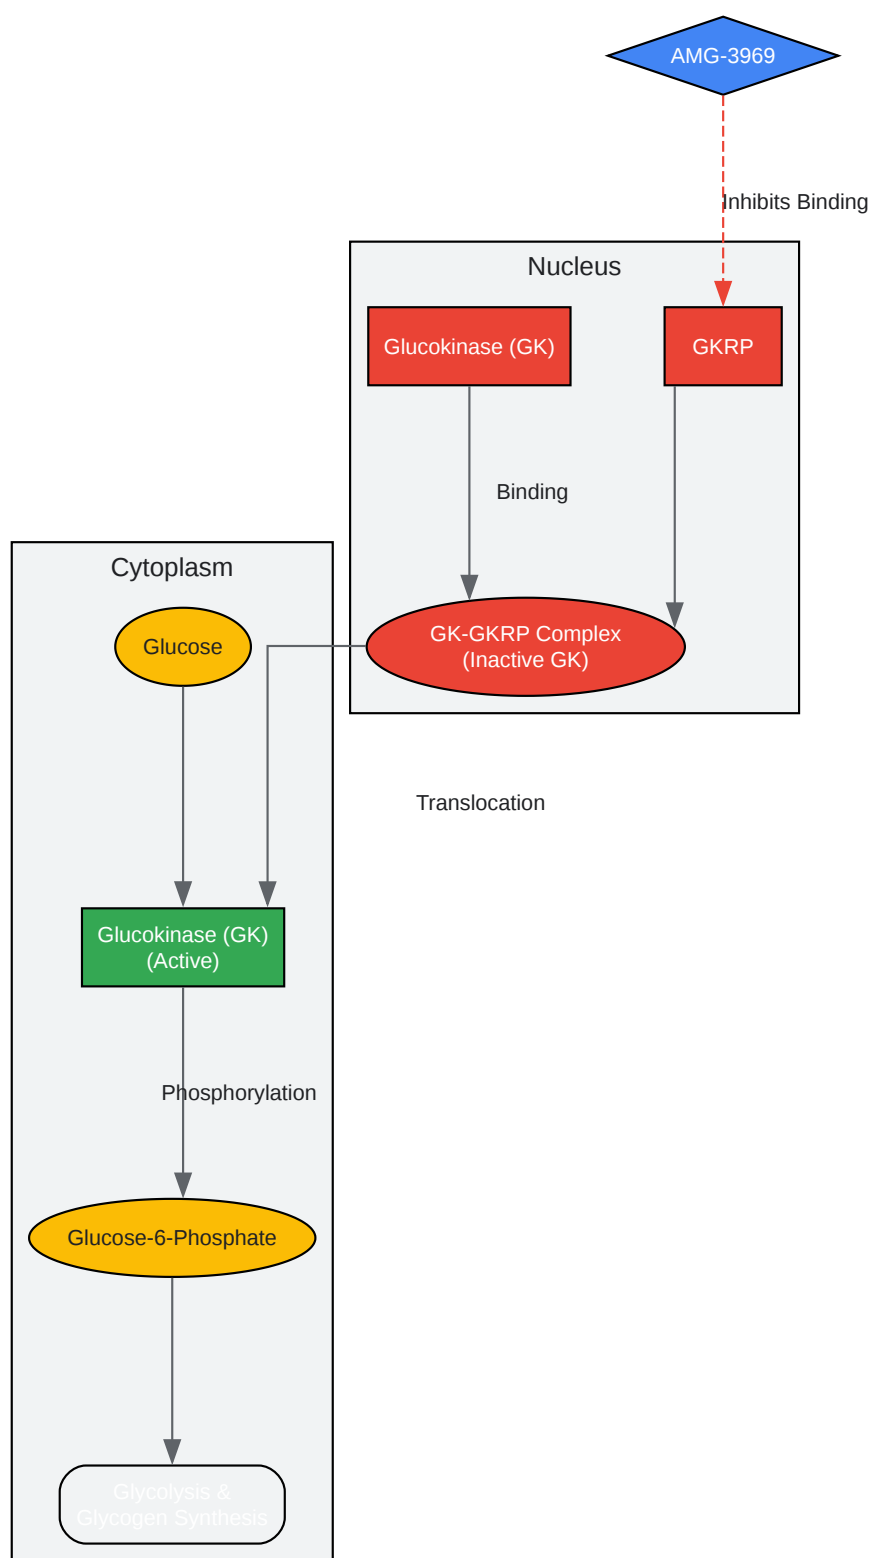 AMG-3969
Inhibits Binding
Nucleus
Glucokinase (GK)
GKRP
Binding
Cytoplasm
Glucose
GK-GKRP Complex
(Inactive GK)
Translocation
Glucokinase (GK)
(Active)
Phosphorylation
Glucose-6-Phosphate
Glycolysis &
Glycogen Synthesis